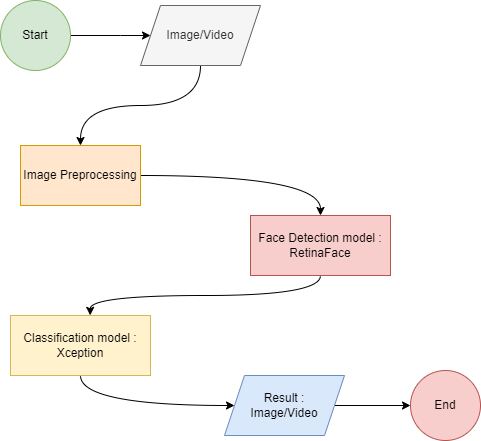 Start
Image/Video
Image Preprocessing
Face Detection model :
RetinaFace
Classification model :
Xception
Result :
Image/Video
End